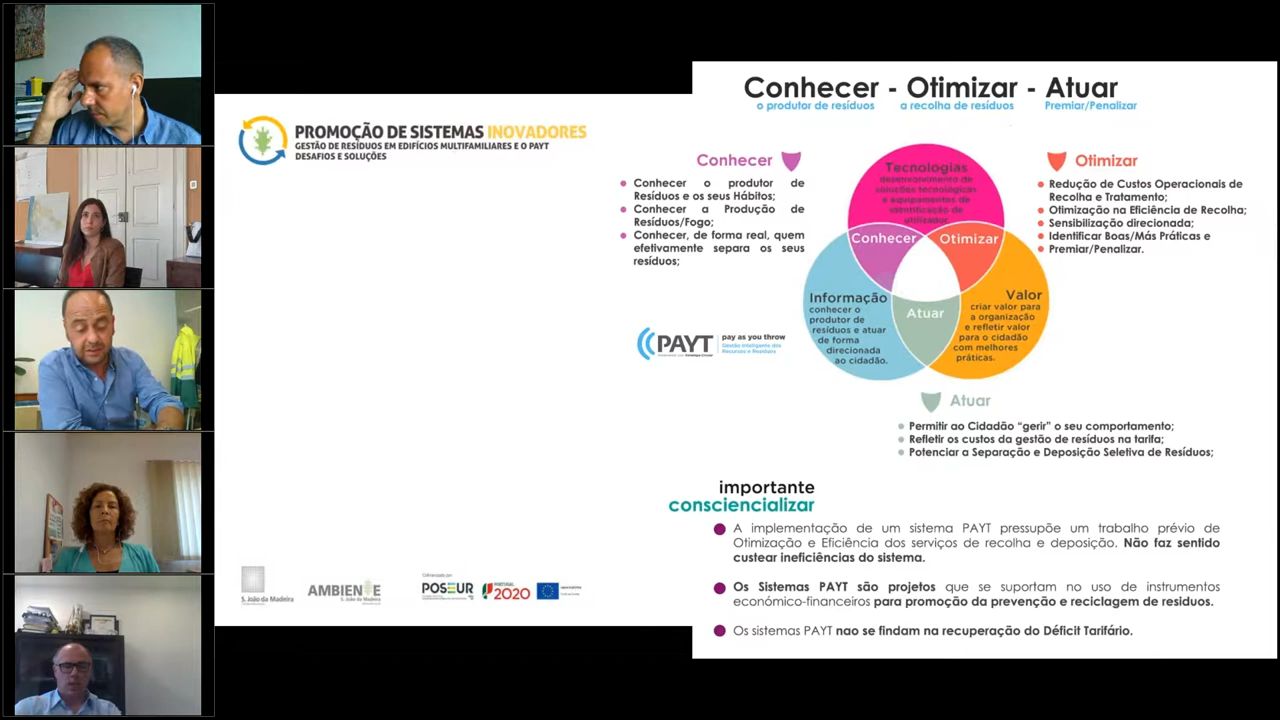 PROMOÇÃO DE SISTEMAS INOVADORES
GESTÃO DE RESÍDUOS EM EDIFÍCIOS MULTIFAMILIARES E O PAYT
DESAFIOS E SOLUÇÕES
S. João da Madeira
AMBIENTE
S. João da Madeira
Cofinanciado por:
POSEUR
PORTUGAL
2020
Conhecer - Otimizar - Atuar
o produtor de resíduos a recolha de resíduos Premiar/Penalizar
Conhecer
Conhecer o produtor de
Resíduos e os seus Hábitos;
Conhecer a Produção de
Resíduos/Fogo;
Conhecer, de forma real, quem
efetivamente separa os seus
resíduos;
PAYT
pay as you throw
Gestão Inteligente dos
Recursos e Resíduos
Tecnologias
desenvolvimento de
soluções tecnológicas
e equipamentos de
identificação de
utilizador.
Conhecer
Otimizar
Informação
conhecer o
produtor de
resíduos e atuar
de forma
direcionada
ao cidadão.
Atuar
Valor
criar valor para
a organização
e refletir valor
para o cidadão
com melhores
práticas.
Otimizar
Redução de Custos Operacionais de
Recolha e Tratamento;
Otimização na Eficiência de Recolha;
Sensibilização direcionada;
Identificar Boas/Más Práticas e
Premiar/Penalizar.
Atuar
Permitir ao Cidadão “gerir” o seu comportamento;
Refletir os custos da gestão de resíduos na tarifa;
Potenciar a Separação e Deposição Seletiva de Resíduos;
importante
consciencializar
A implementação de um sistema PAYT pressupõe um trabalho prévio de
Otimização e Eficiência dos serviços de recolha e deposição. Não faz sentido
custear ineficiências do sistema.
Os Sistemas PAYT são projetos que se suportam no uso de instrumentos
económico-financeiros para promoção da prevenção e reciclagem de residuos.
Os sistemas PAYT nao se findam na recuperação do Déficit Tarifário.